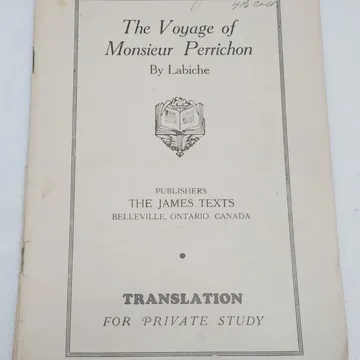 The Voyage of
Monsieur Perrichon
By Labiche
PUBLISHERS
THE JAMES TEXTS
BELLEVILLE, ONTARIO, CANADA
TRANSLATION
FOR PRIVATE STUDY